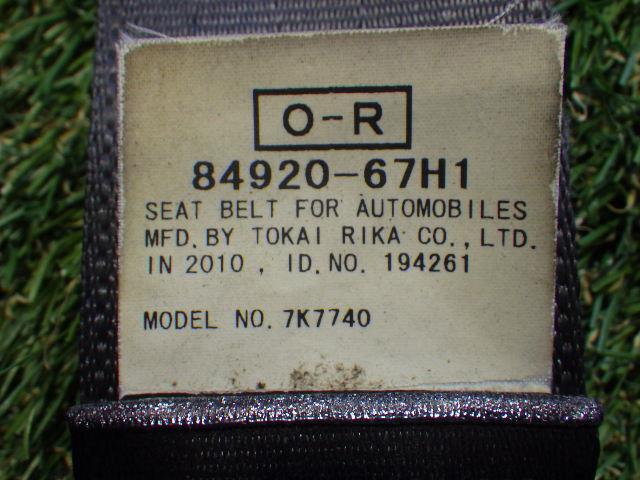 O-R
84920-67H1
SEAT BELT FOR AUTOMOBILES
MFD. BY TOKAI RIKA CO., LTD.
IN 2010 , ID. NO. 194261
MODEL NO. 7K7740